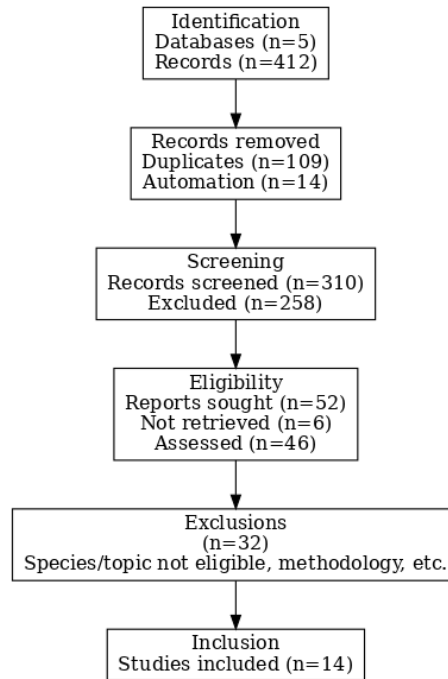 Identification
Databases (n=5)
Records (n=412)
Records removed
Duplicates (n=109)
Automation (n=14)
Screening
Records screened (n=310)
Excluded (n=258)
Eligibility
Reports sought (n=52)
Not retrieved (n=6)
Assessed (n=46)
Exclusions
(n=32)
Species/topic not eligible, methodology, etc.
Inclusion
Studies included (n=14)